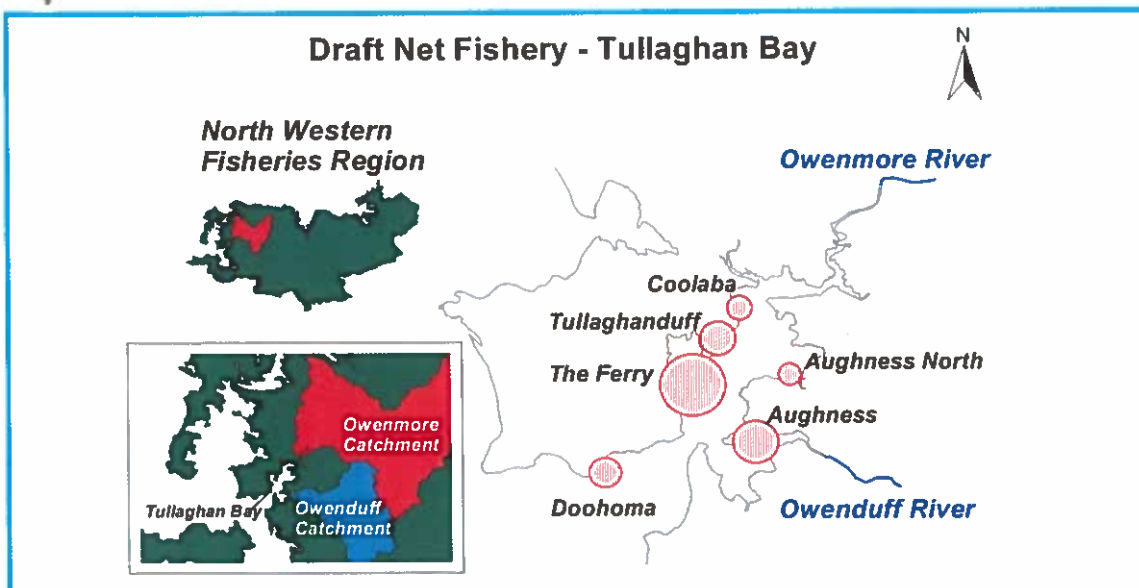 Draft Net Fishery - Tullaghan Bay
N
North Western
Fisheries Region
Owenmore River
Coolaba
Tullaghanduff
The Ferry
Aughness North
Aughness
Doohoma
Owenduff River
Owenmore
Catchment
Tullaghan Bay
Owenduff
Catchment